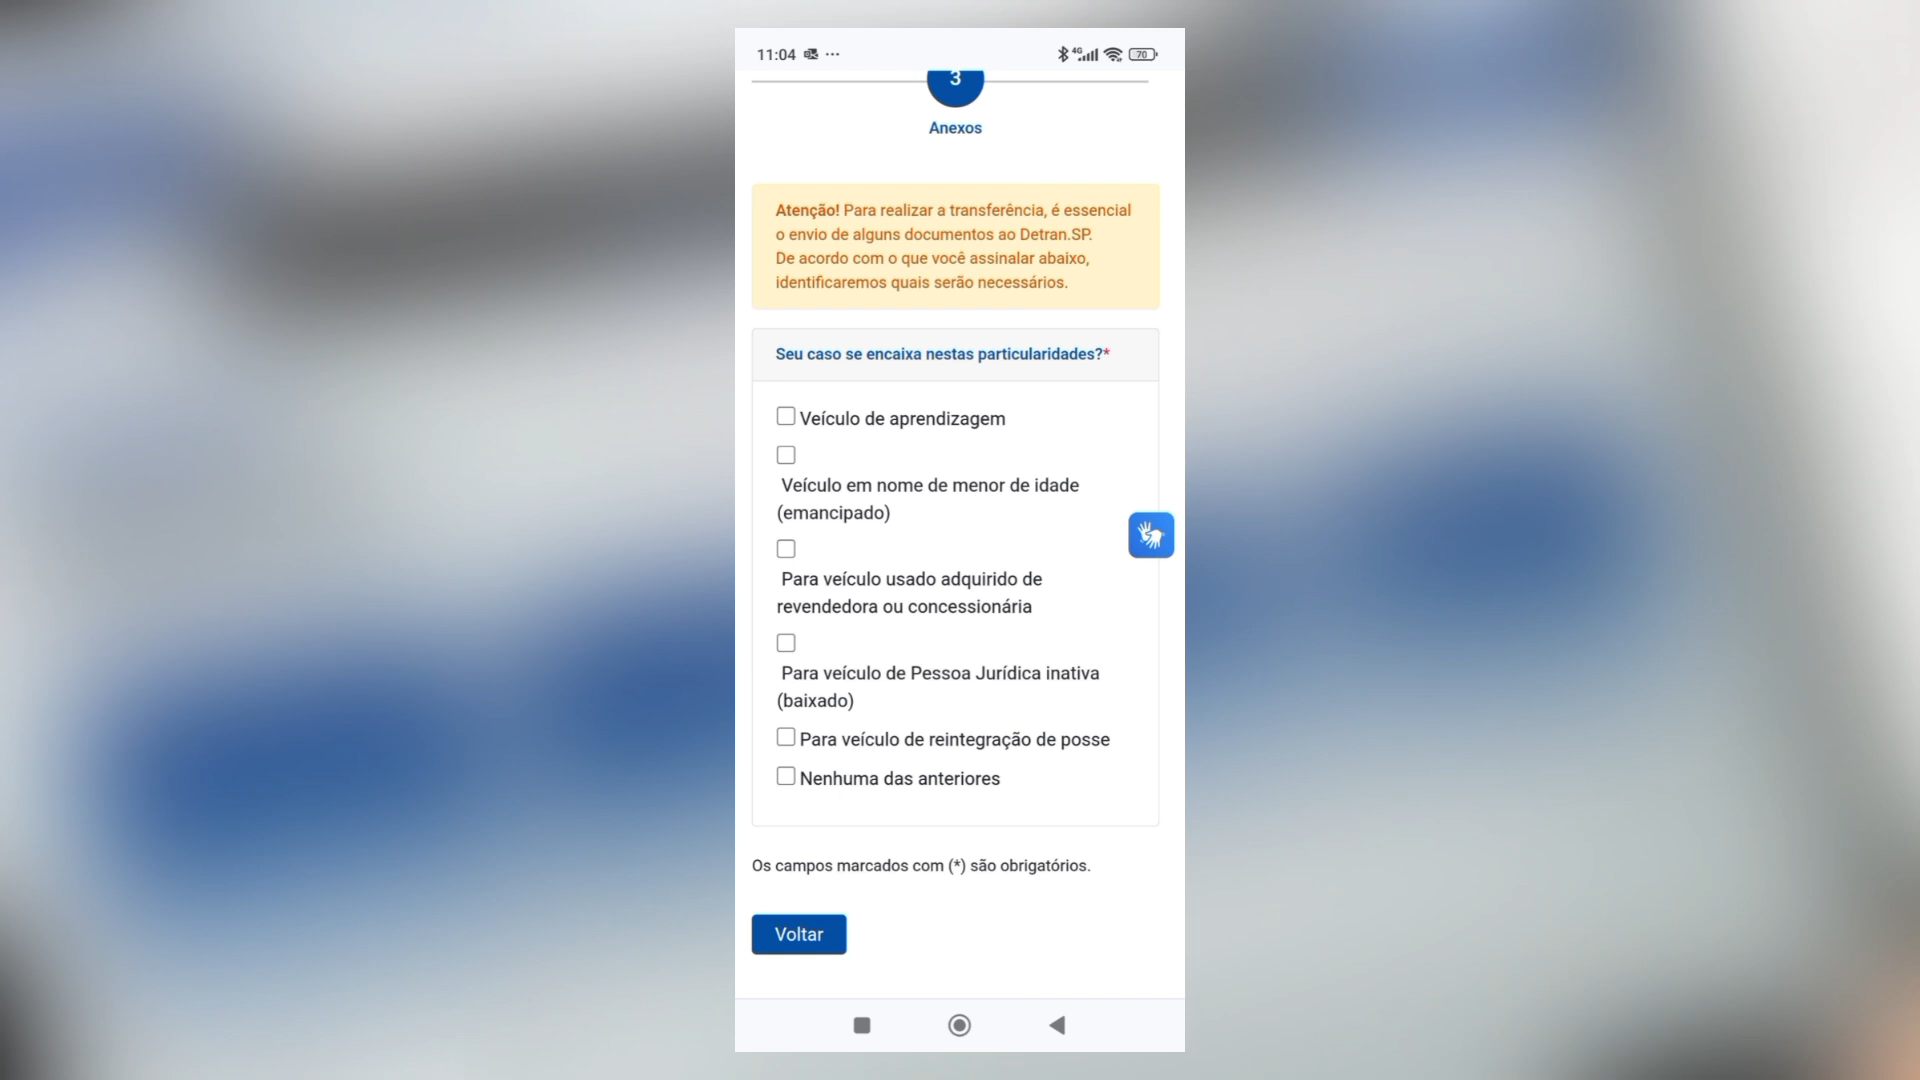 11:04
4G
70
3
Anexos
Atenção! Para realizar a transferência, é essencial
o envio de alguns documentos ao Detran.SP.
De acordo com o que você assinalar abaixo,
identificaremos quais serão necessários.
Seu caso se encaixa nestas particularidades?*
Veículo de aprendizagem
Veículo em nome de menor de idade
(emancipado)
Para veículo usado adquirido de
revendedora ou concessionária
Para veículo de Pessoa Jurídica inativa
(baixado)
Para veículo de reintegração de posse
Nenhuma das anteriores
Os campos marcados com (*) são obrigatórios.
Voltar